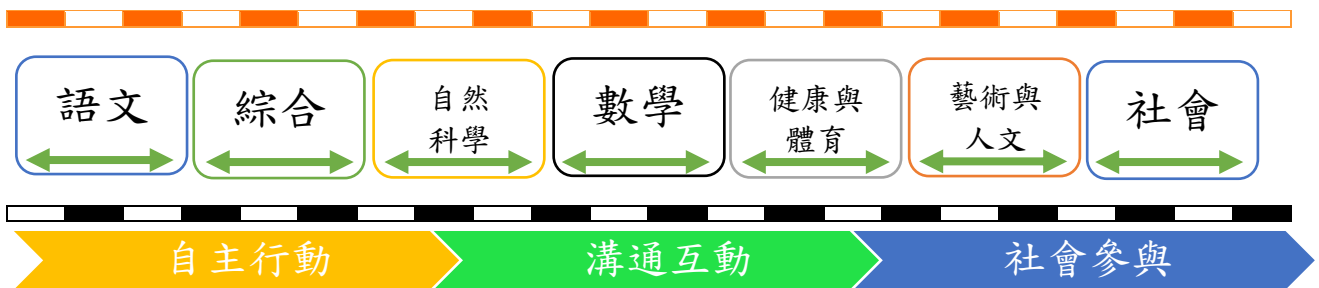 語文
綜合
自然
科學
數學
健康與
體育
藝術與
人文
社會
自主行動
溝通互動
社會參與